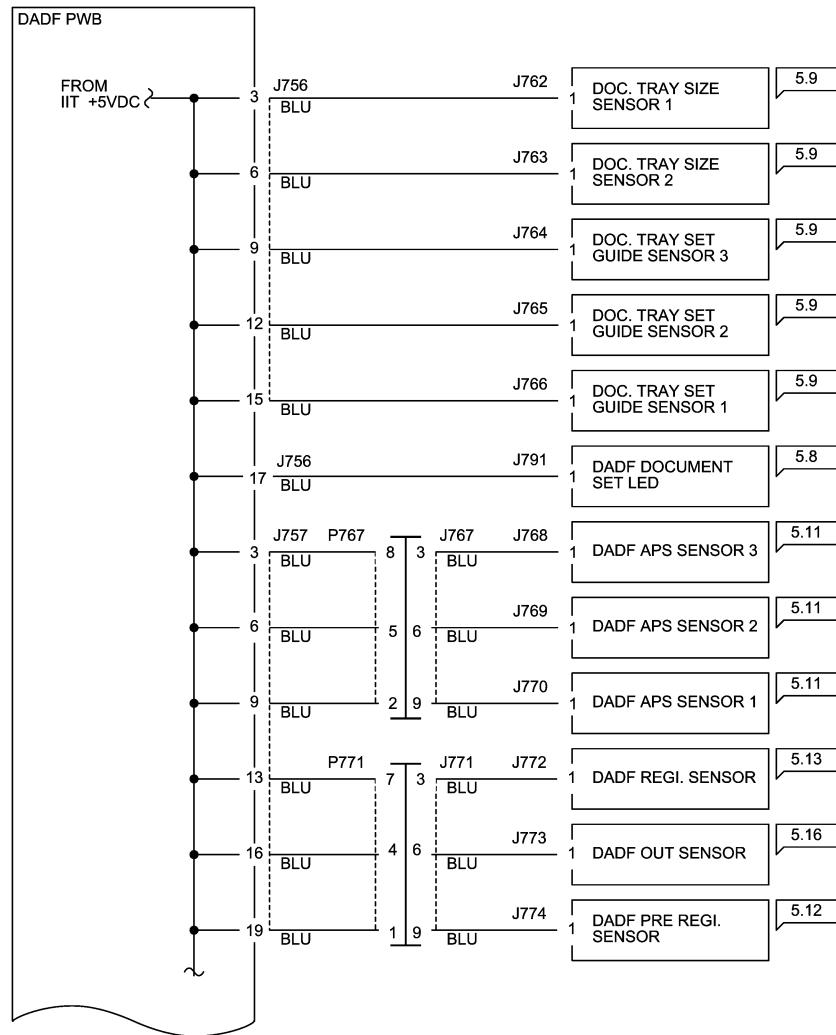 DADF PWB
FROM
IIT +5VDC
3 J756 BLU J762 1 DOC. TRAY SIZE SENSOR 1 5.9
6 BLU J763 1 DOC. TRAY SIZE SENSOR 2 5.9
9 BLU J764 1 DOC. TRAY SET GUIDE SENSOR 3 5.9
12 BLU J765 1 DOC. TRAY SET GUIDE SENSOR 2 5.9
15 BLU J766 1 DOC. TRAY SET GUIDE SENSOR 1 5.9
17 J756 BLU J791 1 DADF DOCUMENT SET LED 5.8
3 J757 BLU P767 8 3 J767 BLU J768 1 DADF APS SENSOR 3 5.11
6 BLU 5 6 BLU J769 1 DADF APS SENSOR 2 5.11
9 BLU 2 9 BLU J770 1 DADF APS SENSOR 1 5.11
13 BLU P771 7 3 J771 BLU J772 1 DADF REGI. SENSOR 5.13
16 BLU 4 6 BLU J773 1 DADF OUT SENSOR 5.16
19 BLU 1 9 BLU J774 1 DADF PRE REGI. SENSOR 5.12